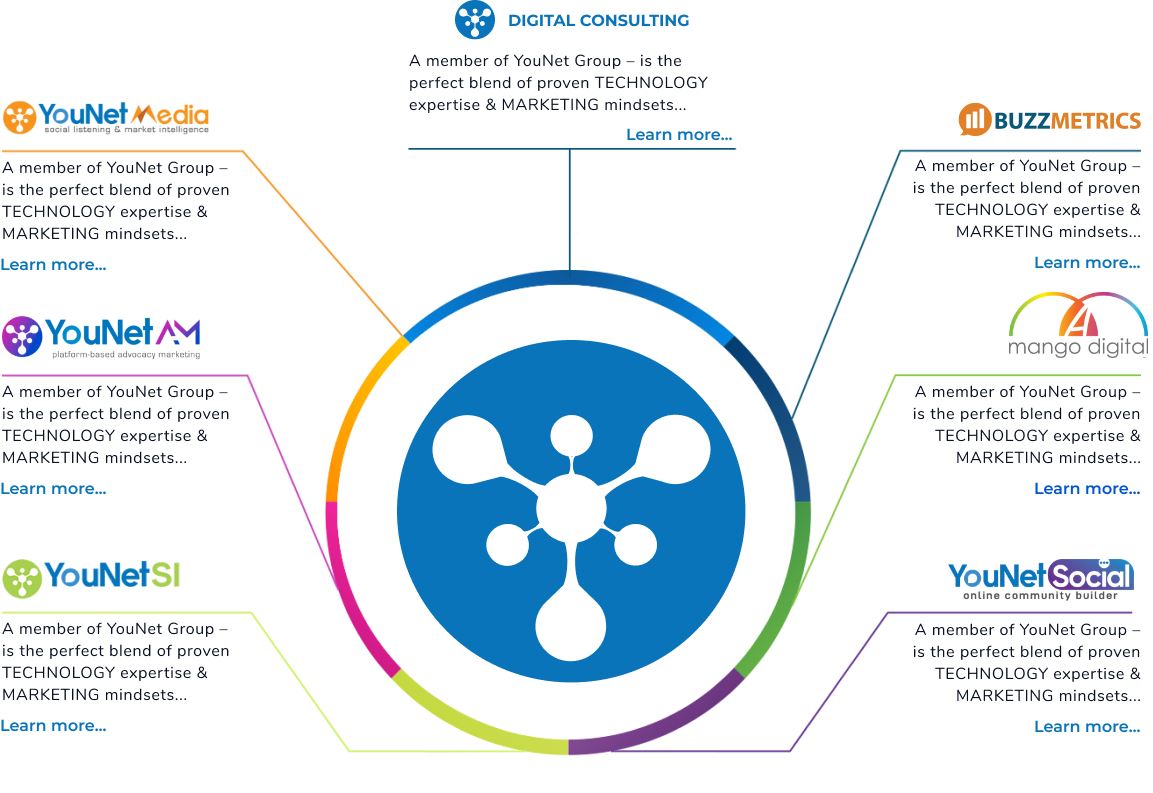 DIGITAL CONSULTING
A member of YouNet Group – is the
perfect blend of proven TECHNOLOGY
expertise & MARKETING mindsets...
Learn more...
YouNet Media
social listening & market intelligence
A member of YouNet Group –
is the perfect blend of proven
TECHNOLOGY expertise &
MARKETING mindsets...
Learn more...
BUZZMETRICS
A member of YouNet Group –
is the perfect blend of proven
TECHNOLOGY expertise &
MARKETING mindsets...
Learn more...
YouNet AM
platform-based advocacy marketing
A member of YouNet Group –
is the perfect blend of proven
TECHNOLOGY expertise &
MARKETING mindsets...
Learn more...
mango digital
A member of YouNet Group –
is the perfect blend of proven
TECHNOLOGY expertise &
MARKETING mindsets...
Learn more...
YouNet SI
A member of YouNet Group –
is the perfect blend of proven
TECHNOLOGY expertise &
MARKETING mindsets...
Learn more...
YouNet Social
online community builder
A member of YouNet Group –
is the perfect blend of proven
TECHNOLOGY expertise &
MARKETING mindsets...
Learn more...